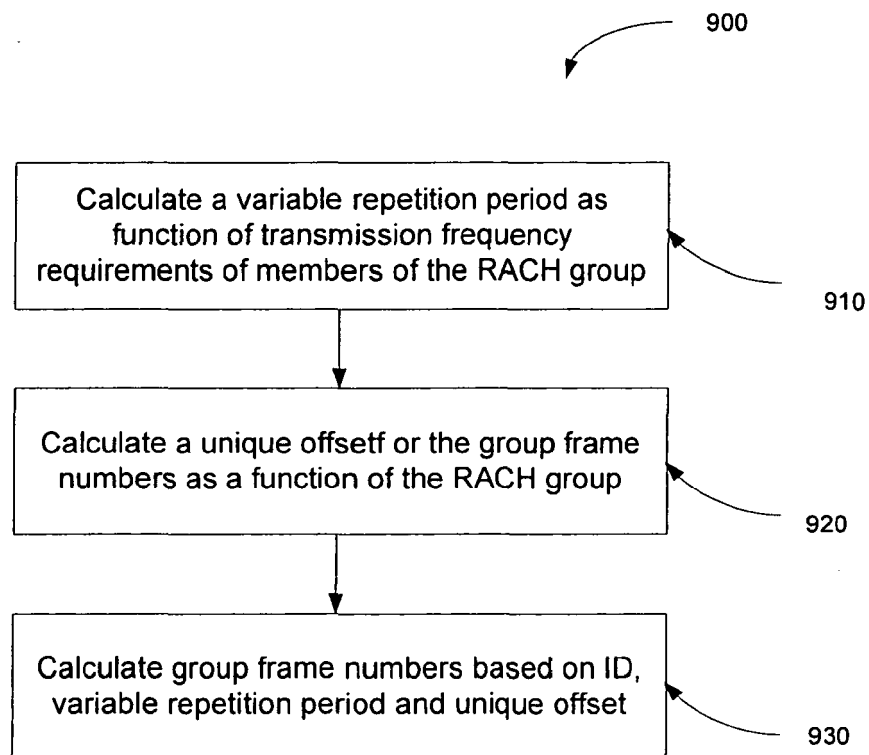 900
Calculate a variable repetition period as
function of transmission frequency
requirements of members of the RACH group
910
Calculate a unique offsetf or the group frame
numbers as a function of the RACH group
920
Calculate group frame numbers based on ID,
variable repetition period and unique offset
930